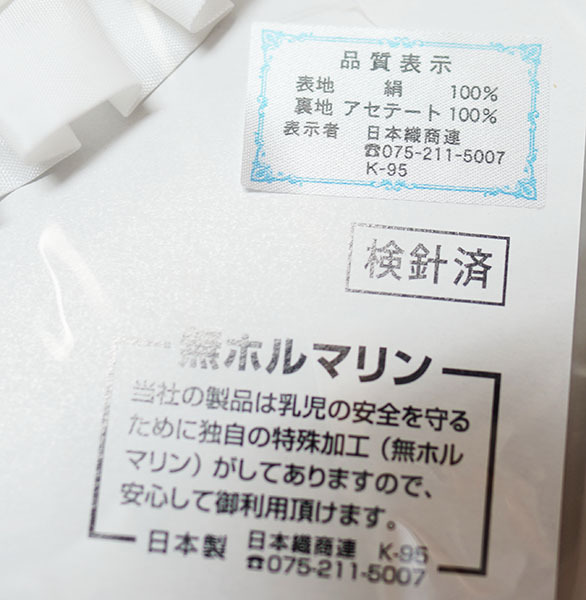 品質表示
表地 絹 100%
裏地 アセテート 100%
表示者 日本織商連
☎075-211-5007
K-95
検針済
無ホルマリン
当社の製品は乳児の安全を守る
ために独自の特殊加工（無ホル
マリン）がしてありますので、
安心して御利用頂けます。
日本製 日本織商連 K-95
☎075-211-5007